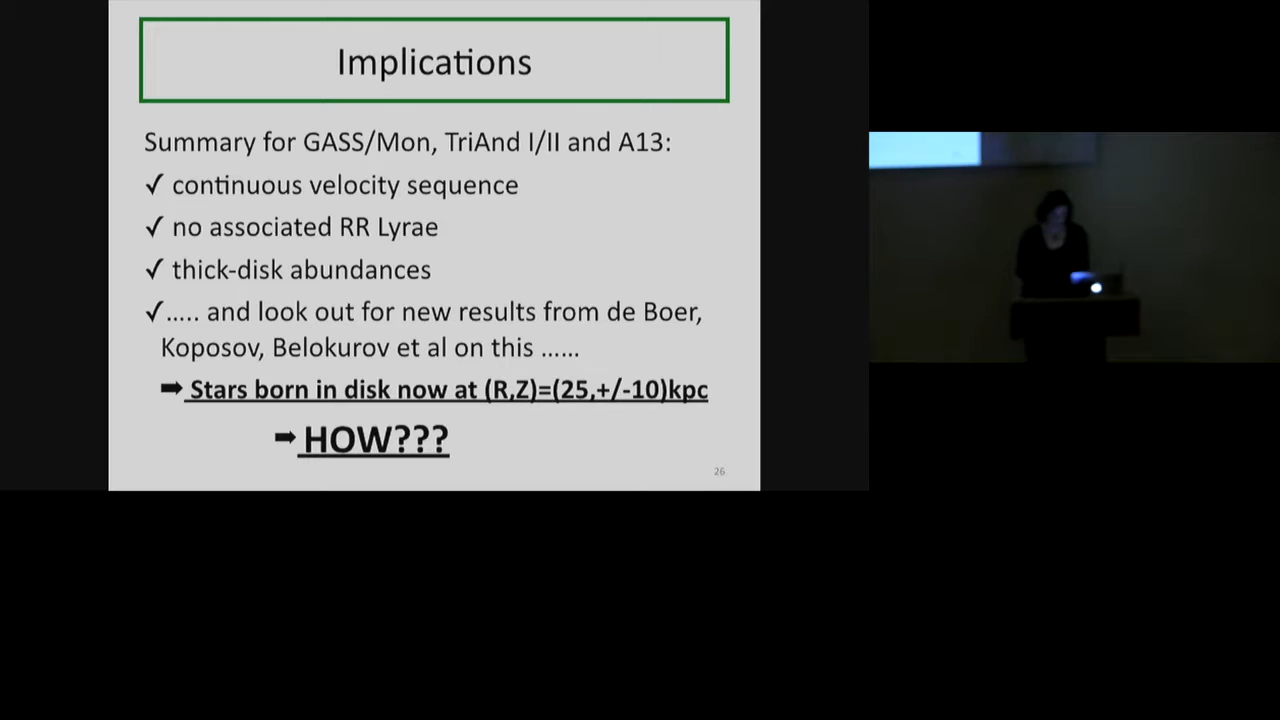 Implications
Summary for GASS/Mon, TriAnd I/II and A13:
✓ continuous velocity sequence
✓ no associated RR Lyrae
✓ thick-disk abundances
✓..... and look out for new results from de Boer,
Koposov, Belokurov et al on this ......
➡ Stars born in disk now at (R,Z)=(25,+/-10)kpc
➡ HOW???
26